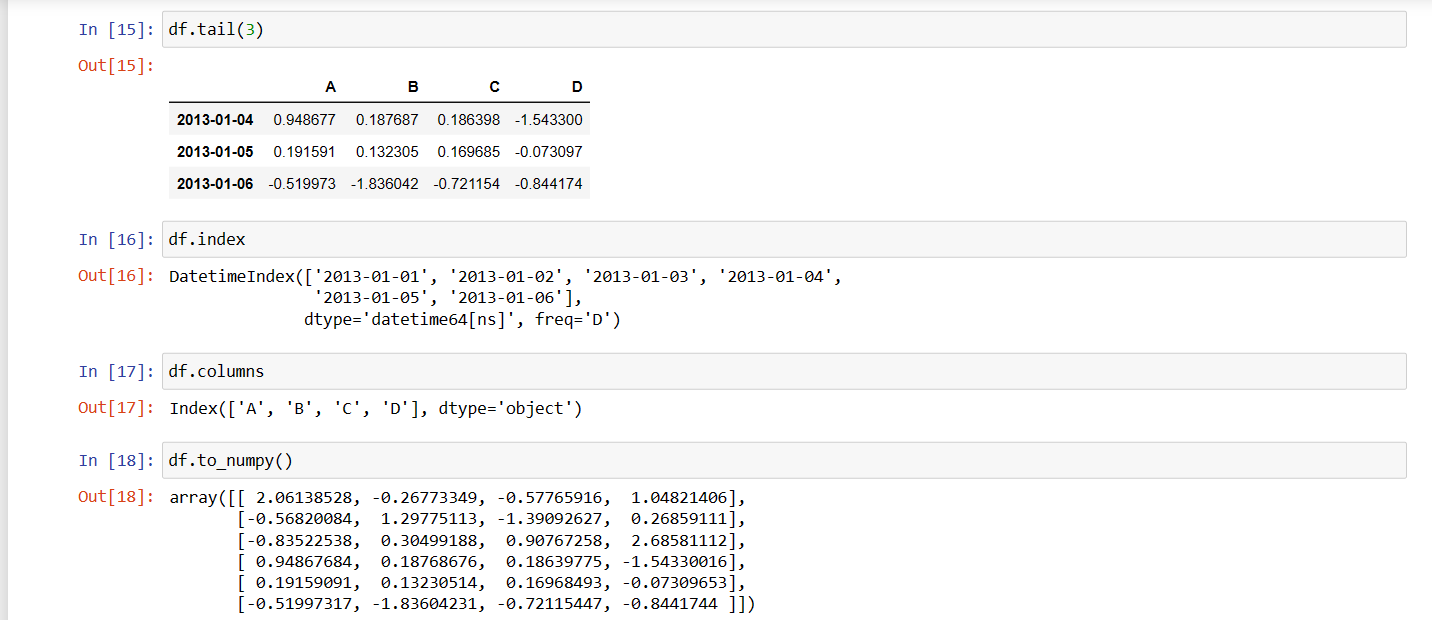 In [15]: df.tail(3)
Out[15]:
A B C D
2013-01-04 0.948677 0.187687 0.186398 -1.543300
2013-01-05 0.191591 0.132305 0.169685 -0.073097
2013-01-06 -0.519973 -1.836042 -0.721154 -0.844174
In [16]: df.index
Out[16]: DatetimeIndex(['2013-01-01', '2013-01-02', '2013-01-03', '2013-01-04',
'2013-01-05', '2013-01-06'],
dtype='datetime64[ns]', freq='D')
In [17]: df.columns
Out[17]: Index(['A', 'B', 'C', 'D'], dtype='object')
In [18]: df.to_numpy()
Out[18]: array([[ 2.06138528, -0.26773349, -0.57765916,  1.04821406],
[-0.56820084,  1.29775113, -1.39092627,  0.26859111],
[-0.83522538,  0.30499188,  0.90767258,  2.68581112],
[ 0.94867684,  0.18768676,  0.18639775, -1.54330016],
[ 0.19159091,  0.13230514,  0.16968493, -0.07309653],
[-0.51997317, -1.83604231, -0.72115447, -0.8441744 ]])